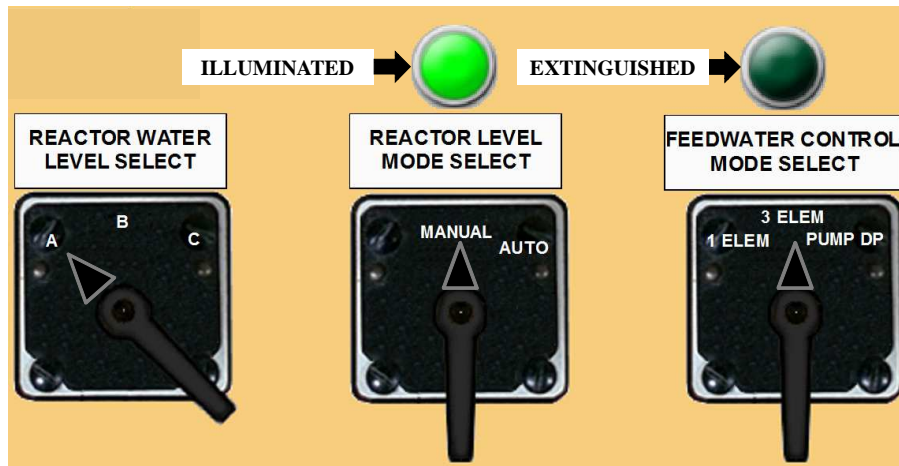 ILLUMINATED
EXTINGUISHED
REACTOR WATER
LEVEL SELECT
REACTOR LEVEL
MODE SELECT
FEEDWATER CONTROL
MODE SELECT
A
B
C
MANUAL
AUTO
1 ELEM
3 ELEM
PUMP DP